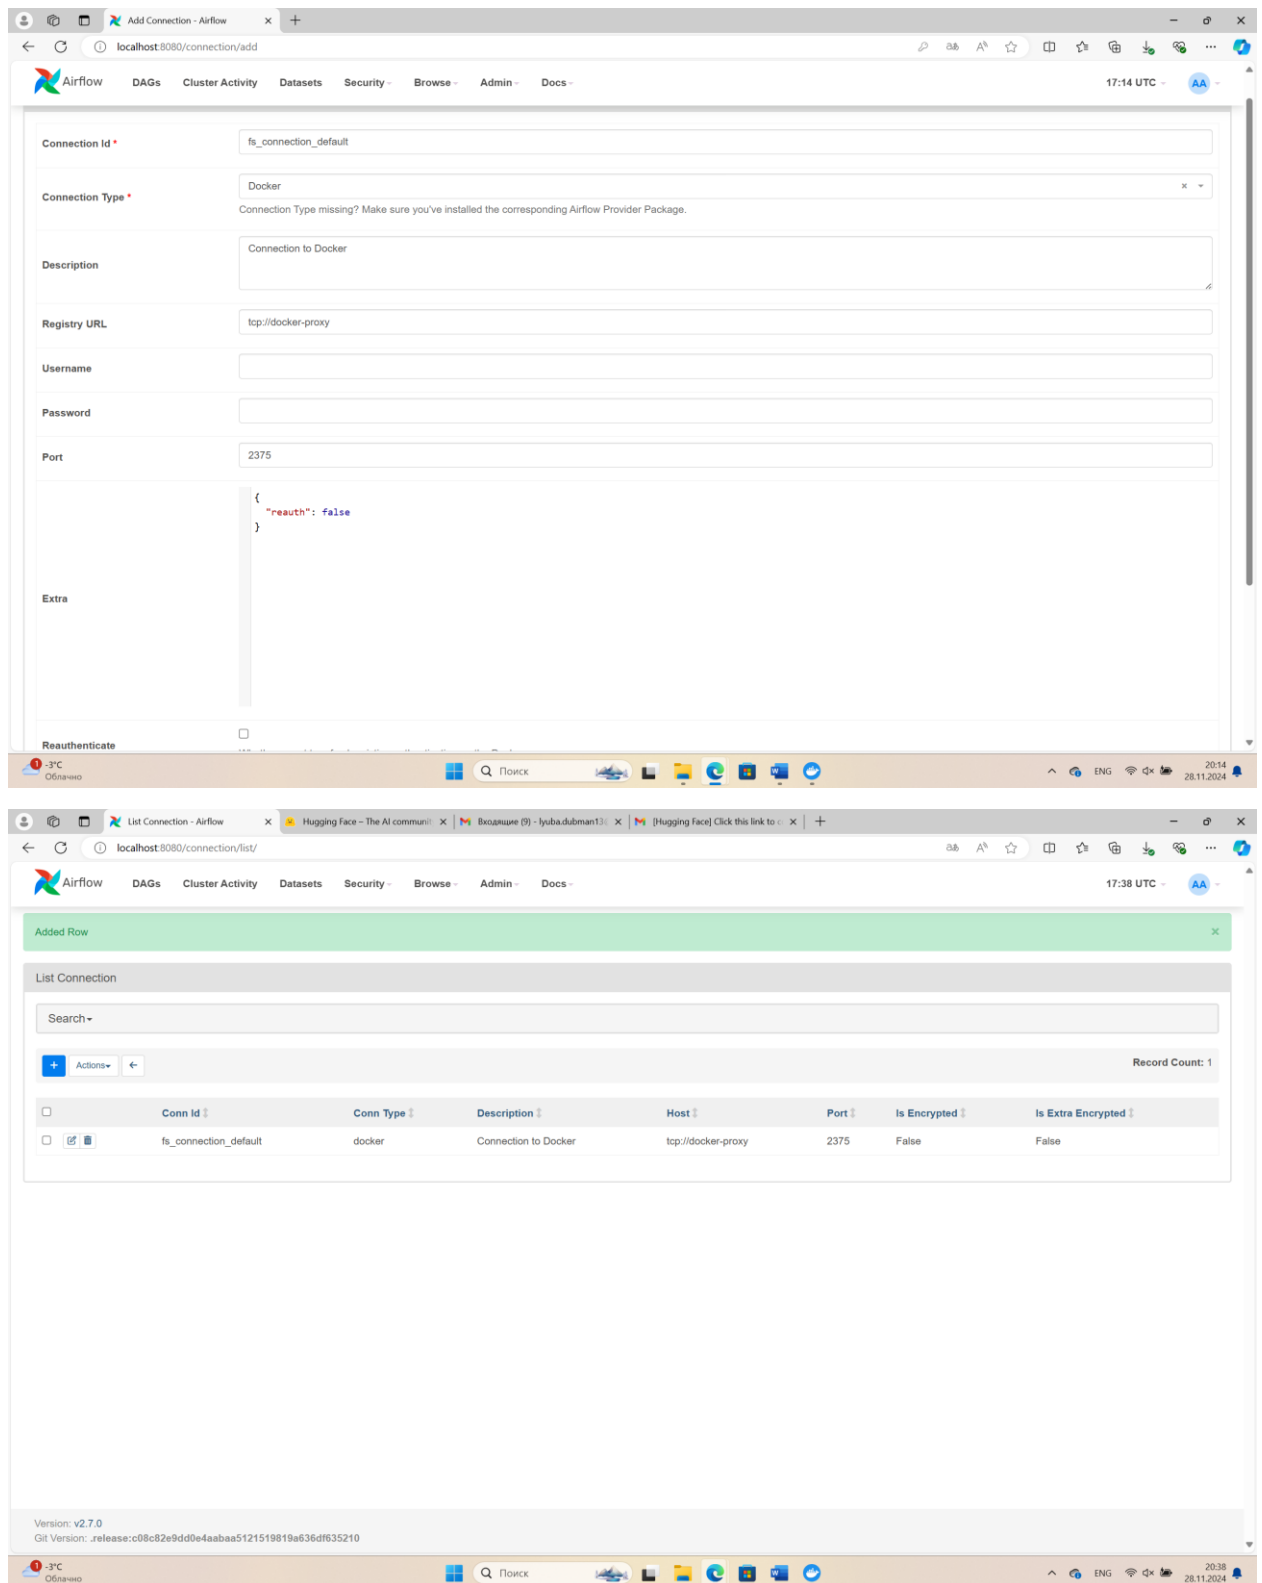 Add Connection - Airflow
localhost:8080/connection/add
Airflow DAGs Cluster Activity Datasets Security Browse Admin Docs 17:14 UTC AA
Connection Id * fs_connection_default
Connection Type * Docker
Connection Type missing? Make sure you've installed the corresponding Airflow Provider Package.
Description Connection to Docker
Registry URL tcp://docker-proxy
Username
Password
Port 2375
{
"reauth": false
}
Extra
Reauthenticate
1 -3°C
Облачно
Поиск
ENG 20:14
28.11.2024
List Connection - Airflow Hugging Face – The AI communit Входящие (9) - lyuba.dubman13 [Hugging Face] Click this link to c
localhost:8080/connection/list/
Airflow DAGs Cluster Activity Datasets Security Browse Admin Docs 17:38 UTC AA
Added Row ×
List Connection
Search
+ Actions Record Count: 1
Conn Id Conn Type Description Host Port Is Encrypted Is Extra Encrypted
fs_connection_default docker Connection to Docker tcp://docker-proxy 2375 False False
Version: v2.7.0
Git Version: .release:c08c82e9dd0e4aabaa5121519819a636df635210
1 -3°C
Облачно
Поиск
ENG 20:38
28.11.2024